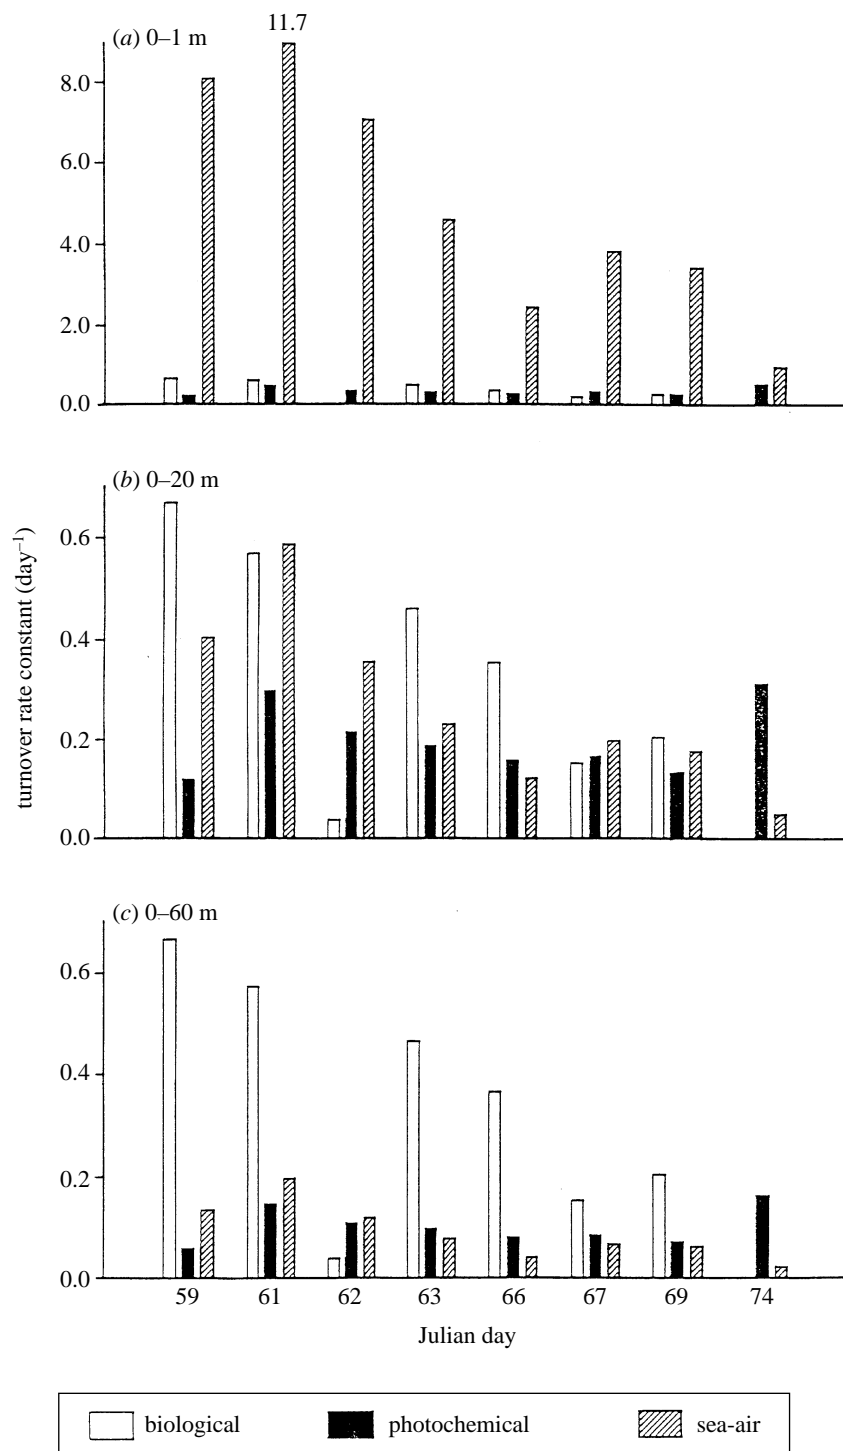 11.7
(a) 0–1 m
8.0
6.0
4.0
2.0
0.0
(b) 0–20 m
0.6
0.4
0.2
0.0
turnover rate constant (day⁻¹)
(c) 0–60 m
0.6
0.4
0.2
0.0
59 61 62 63 66 67 69 74
Julian day
biological photochemical sea-air